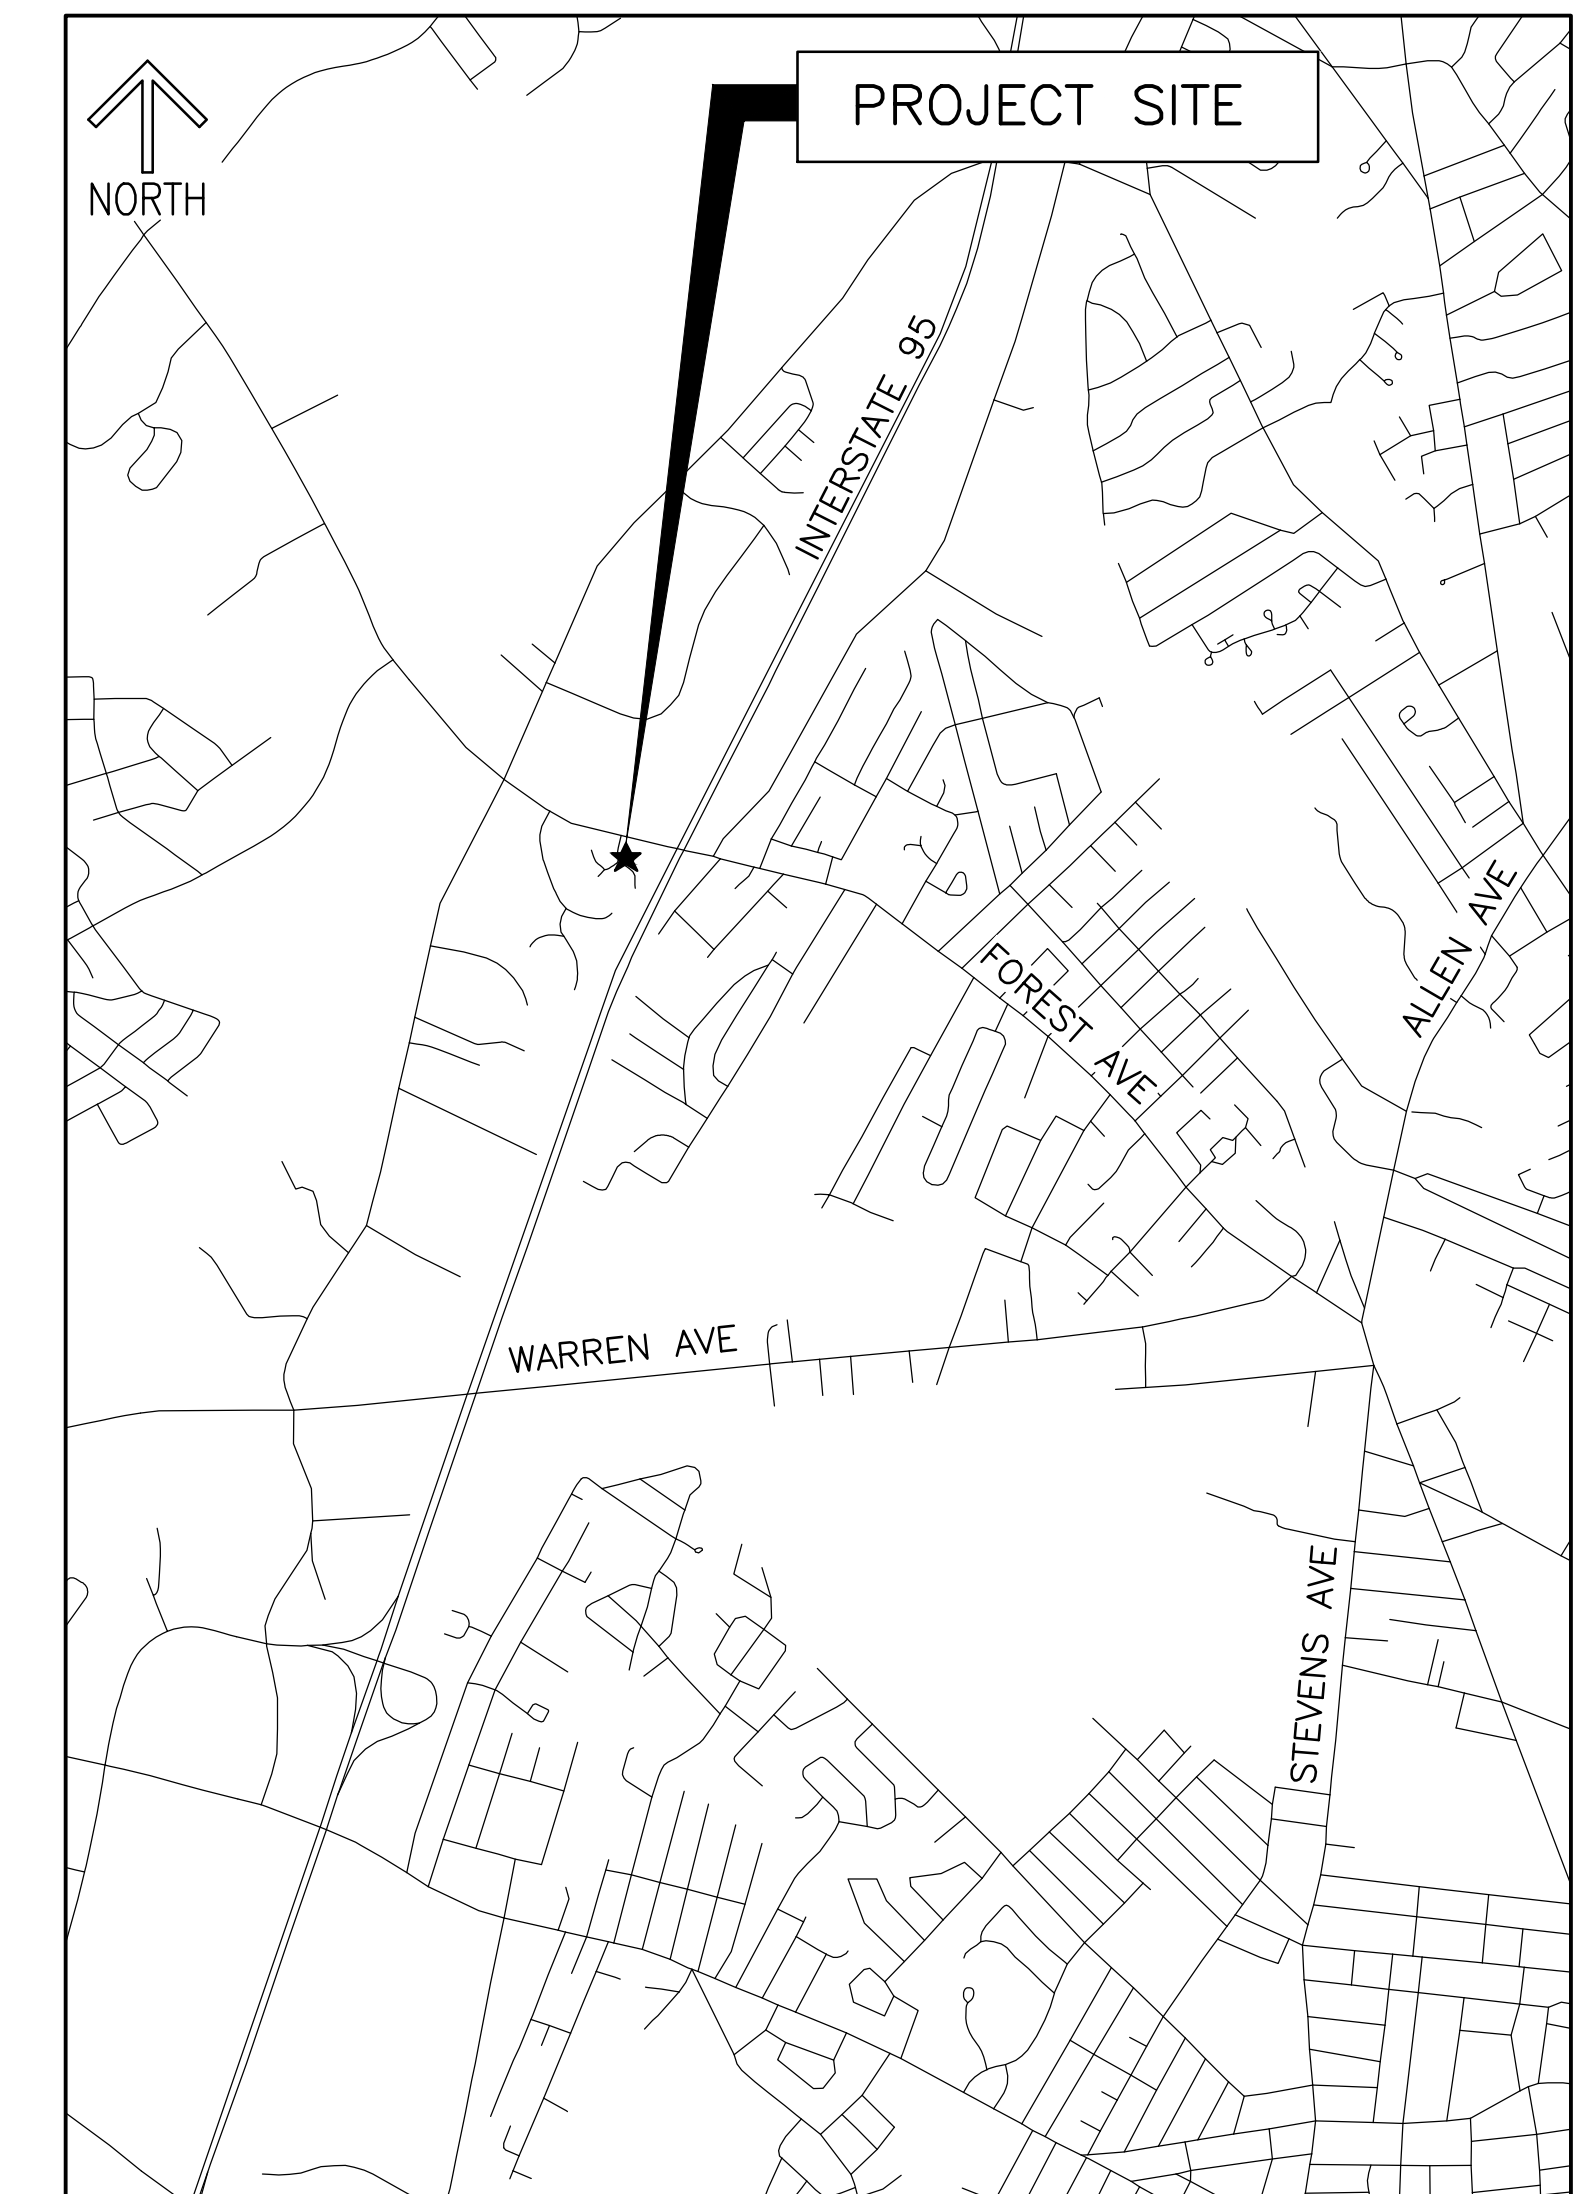 PROJECT SITE
NORTH
INTERSTATE 95
ALLEN AVE
FOREST AVE
WARREN AVE
STEVENS AVE